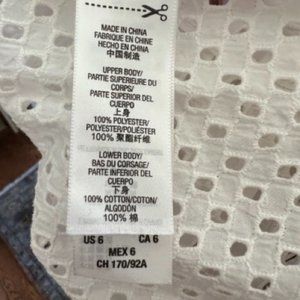 MADE IN CHINA
FABRIQUE EN CHINE
HECHO EN CHINA
中国制造
UPPER BODY/
PARTIE SUPERIOR DU
CORPS/
PARTE SUPERIOR DEL
CUERPO
上身
100% POLYESTER/
POLYESTER/POLIÉSTER
100% 聚酯纤维
LOWER BODY/
BAS DU CORSAGE/
PARTE INFERIOR DEL
CUERPO
下身
100% COTTON/COTON/
ALGODÓN
100% 棉
US 6 CA 6
MEX 6
CH 170/92A